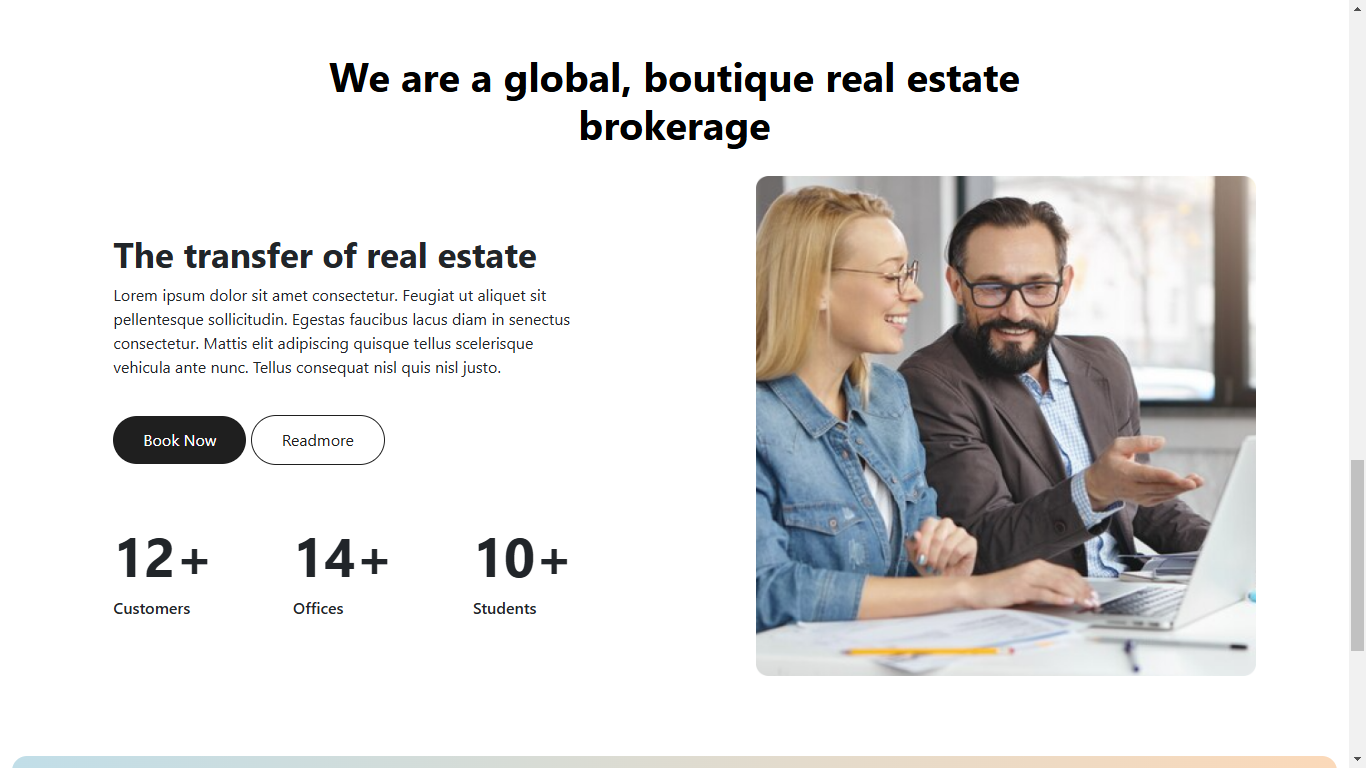 We are a global, boutique real estate
brokerage
The transfer of real estate
Lorem ipsum dolor sit amet consectetur. Feugiat ut aliquet sit
pellentesque sollicitudin. Egestas faucibus lacus diam in senectus
consectetur. Mattis elit adipiscing quisque tellus scelerisque
vehicula ante nunc. Tellus consequat nisl quis nisl justo.
Book Now Readmore
12+ 14+ 10+
Customers Offices Students